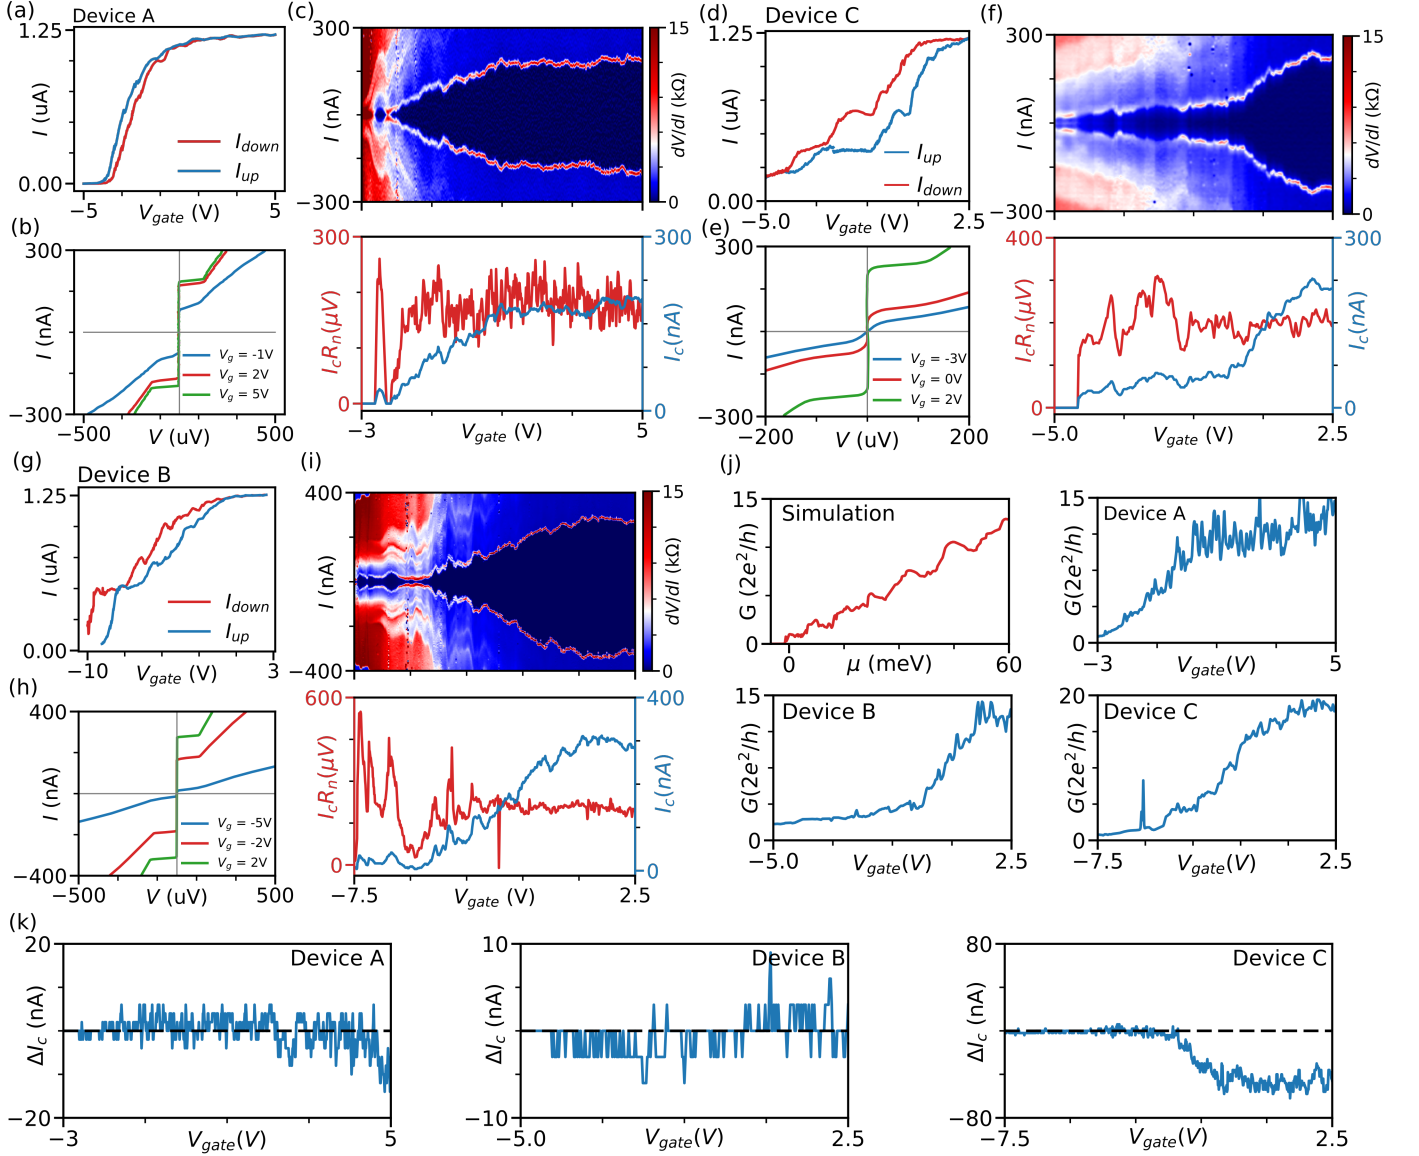 (a) Device A
1.25
I (uA)
I_down
I_up
0.00
−5 V_gate (V) 5
(b)
300
I (nA)
V_g = -1V
V_g = 2V
V_g = 5V
−300
−500 V (uV) 500
(c)
300
I (nA)
−300
15
dV/dI (kΩ)
0
300 300
I_cR_n(μV)
I_c(nA)
0 0
−3 V_gate (V) 5
(d) Device C
1.25
I (uA)
I_up
I_down
0.00
−5.0 V_gate (V) 2.5
(e)
300
I (nA)
V_g = -3V
V_g = 0V
V_g = 2V
−300
−200 V (uV) 200
(f)
300
I (nA)
−300
15
dV/dI (kΩ)
0
400 300
I_cR_n(μV)
I_c(nA)
0 0
−5.0 V_gate (V) 2.5
(g) Device B
1.25
I (uA)
I_down
I_up
0.00
−10 V_gate (V) 3
(h)
400
I (nA)
V_g = -5V
V_g = -2V
V_g = 2V
−400
−500 V (uV) 500
(i)
400
I (nA)
−400
15
dV/dI (kΩ)
0
600 400
I_cR_n(μV)
I_c(nA)
0 0
−7.5 V_gate (V) 2.5
(j)
15
Simulation
G (2e²/h)
0
0 μ (meV) 60
15
Device A
G(2e²/h)
0
−3 V_gate(V) 5
15
Device B
G(2e²/h)
0
−5.0 V_gate(V) 2.5
20
Device C
G(2e²/h)
0
−7.5 V_gate(V) 2.5
(k)
20
Device A
ΔI_c (nA)
−20
−3 V_gate(V) 5
10
Device B
ΔI_c (nA)
−10
−5.0 V_gate(V) 2.5
80
Device C
ΔI_c (nA)
−80
−7.5 V_gate(V) 2.5